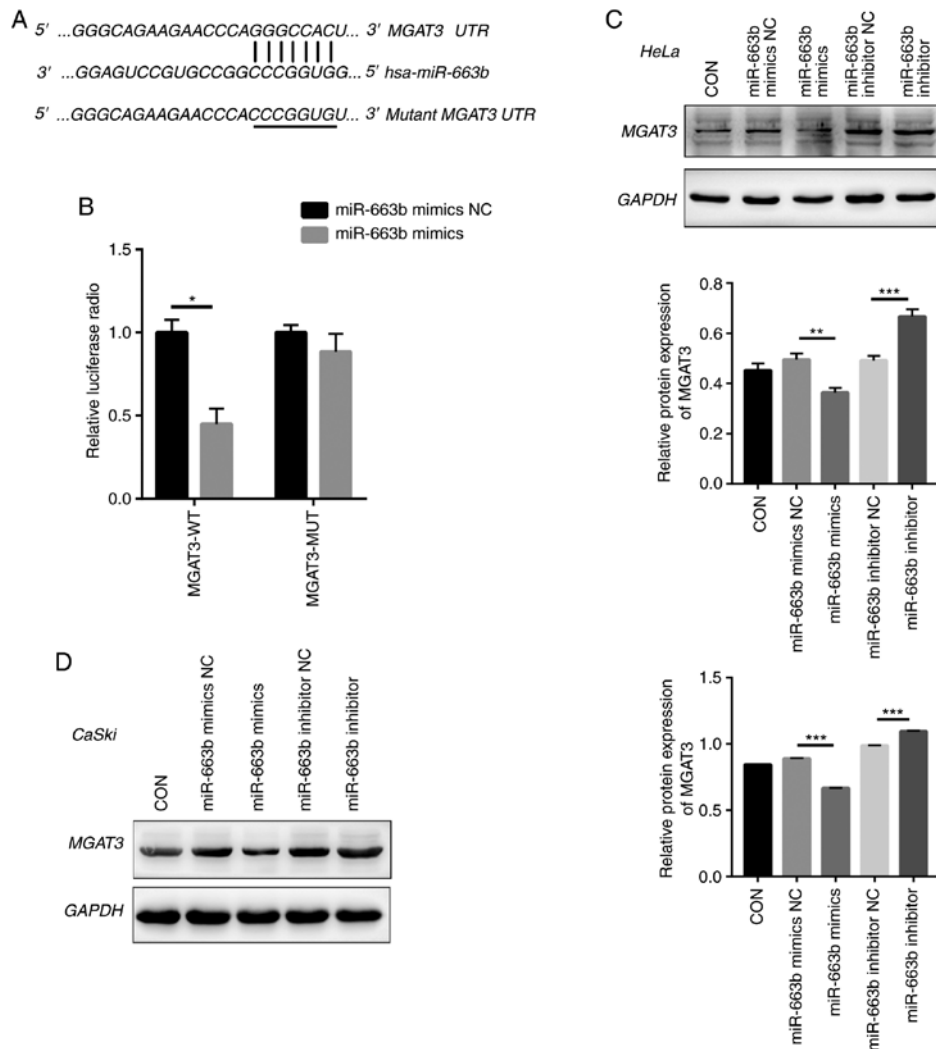 A
5' ...GGGCAGAAGAACCCAGGGCCACU... 3' MGAT3 UTR
3' ...GGAGUCCGUGCCGGCCCGGUGG... 5' hsa-miR-663b
5' ...GGGCAGAAGAACCCACCCGGUGU... 3' Mutant MGAT3 UTR
B
miR-663b mimics NC
miR-663b mimics
Relative luciferase radio
1.5
1.0
0.5
0.0
*
MGAT3-WT
MGAT3-MUT
C
HeLa
CON
miR-663b
mimics NC
miR-663b
mimics
miR-663b
inhibitor NC
miR-663b
inhibitor
MGAT3
GAPDH
Relative protein expression
of MGAT3
0.8
0.6
0.4
0.2
0.0
**
***
CON
miR-663b mimics NC
miR-663b mimics
miR-663b inhibitor NC
miR-663b inhibitor
D
CaSki
CON
miR-663b mimics NC
miR-663b mimics
miR-663b inhibitor NC
miR-663b inhibitor
MGAT3
GAPDH
Relative protein expression
of MGAT3
1.5
1.0
0.5
0.0
***
***
CON
miR-663b mimics NC
miR-663b mimics
miR-663b inhibitor NC
miR-663b inhibitor